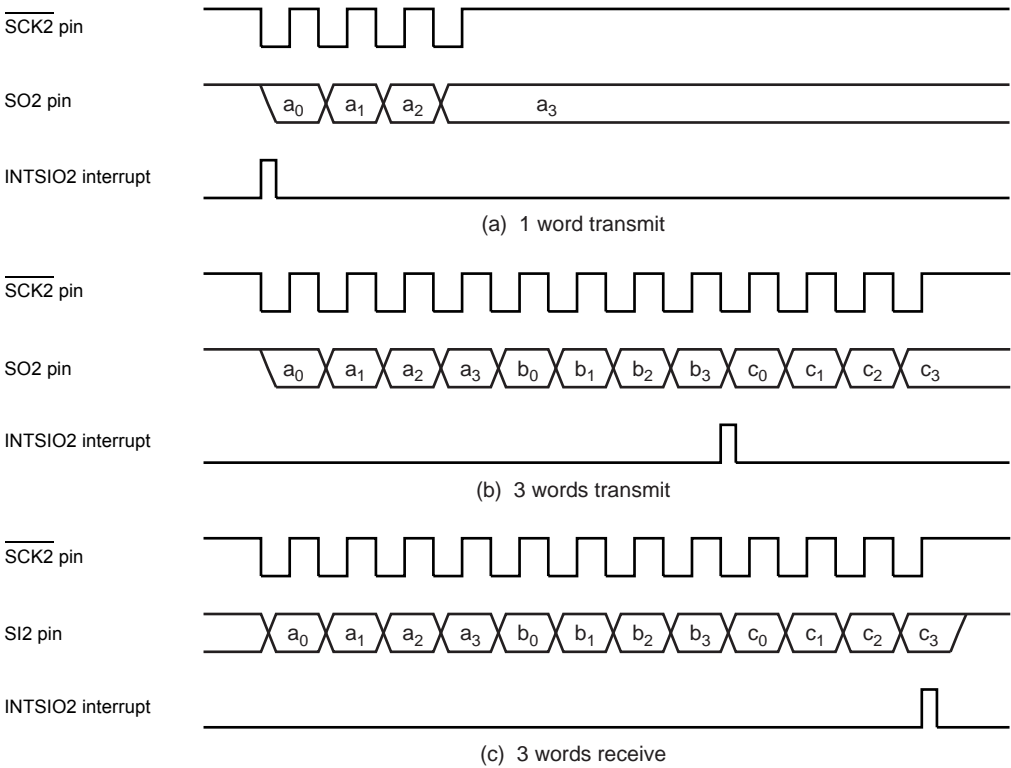 SCK2 pin
SO2 pin a0 a1 a2 a3
INTSIO2 interrupt
(a) 1 word transmit
SCK2 pin
SO2 pin a0 a1 a2 a3 b0 b1 b2 b3 c0 c1 c2 c3
INTSIO2 interrupt
(b) 3 words transmit
SCK2 pin
SI2 pin a0 a1 a2 a3 b0 b1 b2 b3 c0 c1 c2 c3
INTSIO2 interrupt
(c) 3 words receive